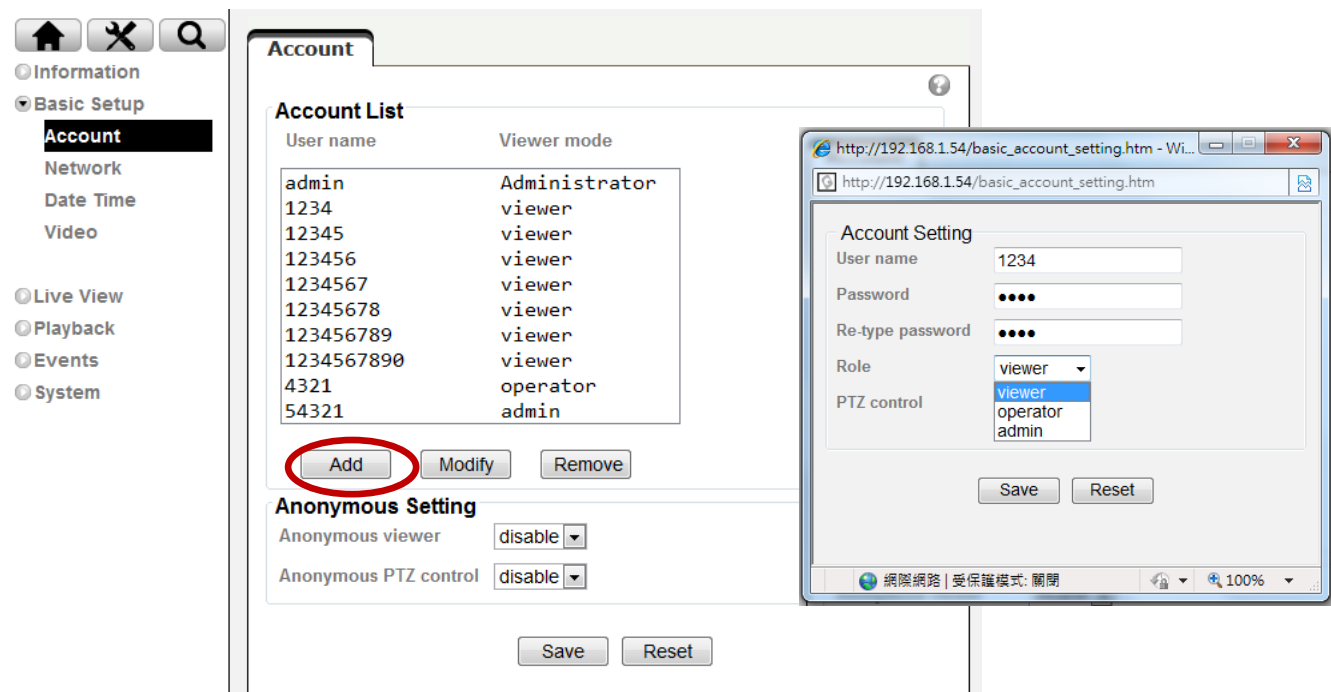 Information
Basic Setup
Account
Network
Date Time
Video
Live View
Playback
Events
System
Account
Account List
User name Viewer mode
admin Administrator
1234 viewer
12345 viewer
123456 viewer
1234567 viewer
12345678 viewer
123456789 viewer
1234567890 viewer
4321 operator
54321 admin
Add Modify Remove
Anonymous Setting
Anonymous viewer disable
Anonymous PTZ control disable
Save Reset
http://192.168.1.54/basic_account_setting.htm - Wi...
http://192.168.1.54/basic_account_setting.htm
Account Setting
User name 1234
Password ●●●●
Re-type password ●●●●
Role viewer
viewer
PTZ control operator
admin
Save Reset
網際網路 | 受保護模式: 關閉 100%